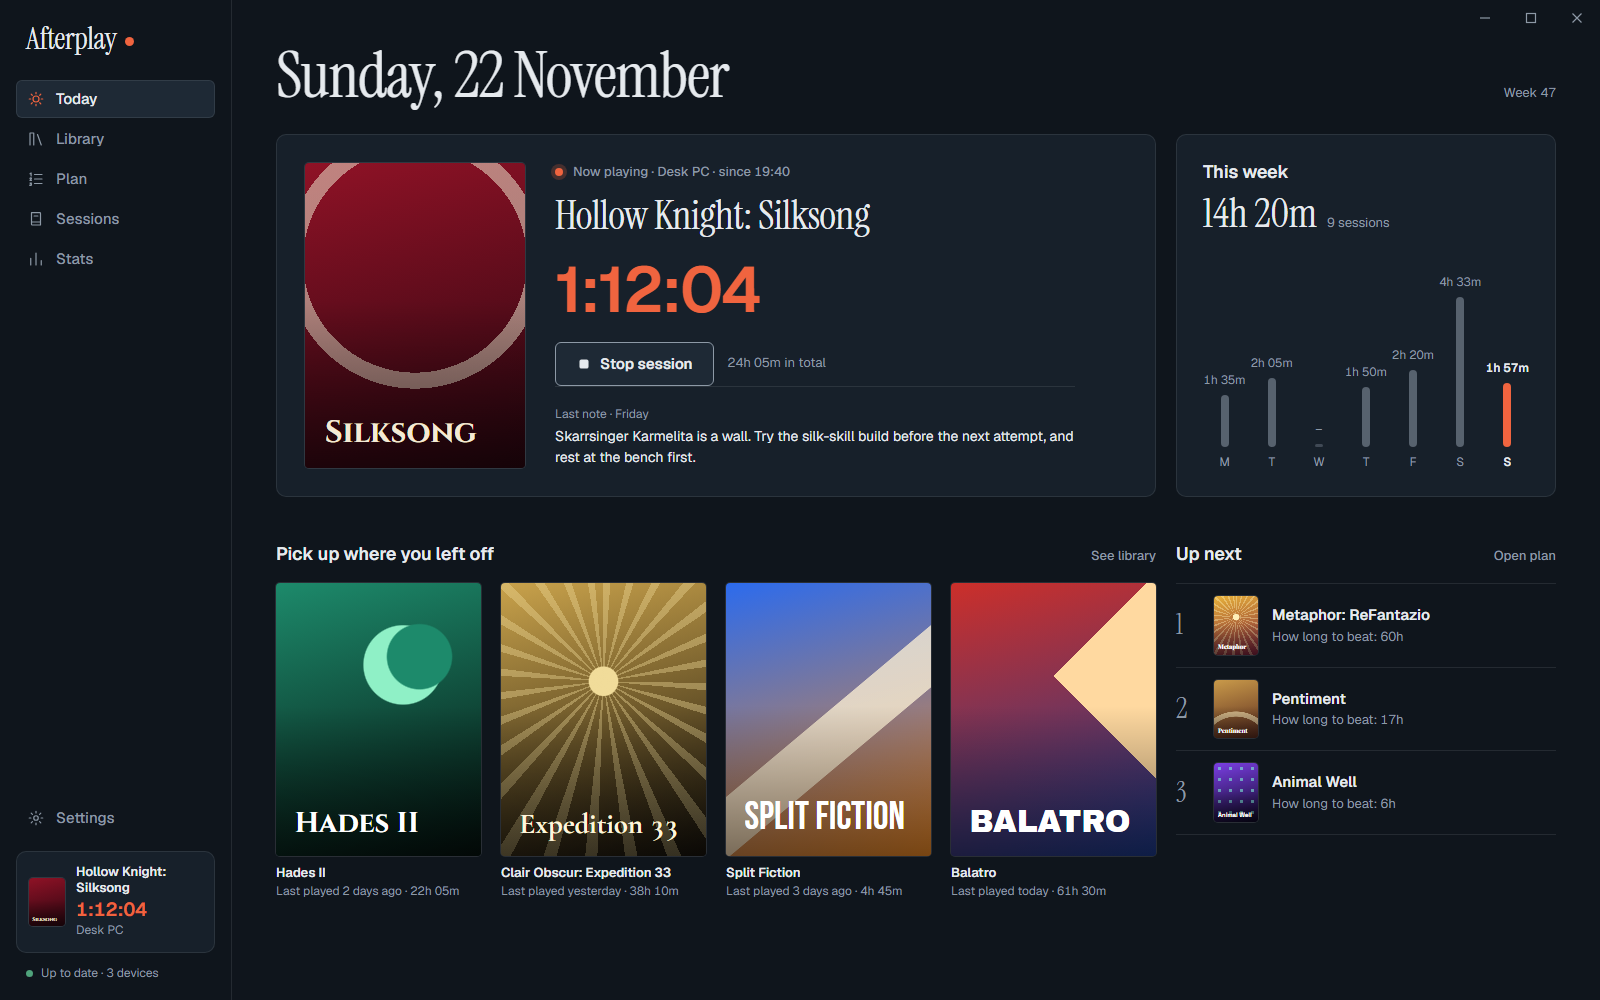 Afterplay
Today
Library
Plan
Sessions
Stats
Settings
Hollow Knight:
Silksong
1:12:04
Desk PC
SILKSONG
Up to date · 3 devices
Sunday, 22 November
Week 47
SILKSONG
Now playing · Desk PC · since 19:40
Hollow Knight: Silksong
1:12:04
Stop session
24h 05m in total
Last note · Friday
Skarrsinger Karmelita is a wall. Try the silk-skill build before the next attempt, and
rest at the bench first.
This week
14h 20m 9 sessions
1h 35m
2h 05m
–
1h 50m
2h 20m
4h 33m
1h 57m
M T W T F S S
Pick up where you left off
See library
HADES II
Hades II
Last played 2 days ago · 22h 05m
Expedition 33
Clair Obscur: Expedition 33
Last played yesterday · 38h 10m
SPLIT FICTION
Split Fiction
Last played 3 days ago · 4h 45m
BALATRO
Balatro
Last played today · 61h 30m
Up next
Open plan
1
Metaphor
Metaphor: ReFantazio
How long to beat: 60h
2
Pentiment
Pentiment
How long to beat: 17h
3
Animal Well
Animal Well
How long to beat: 6h